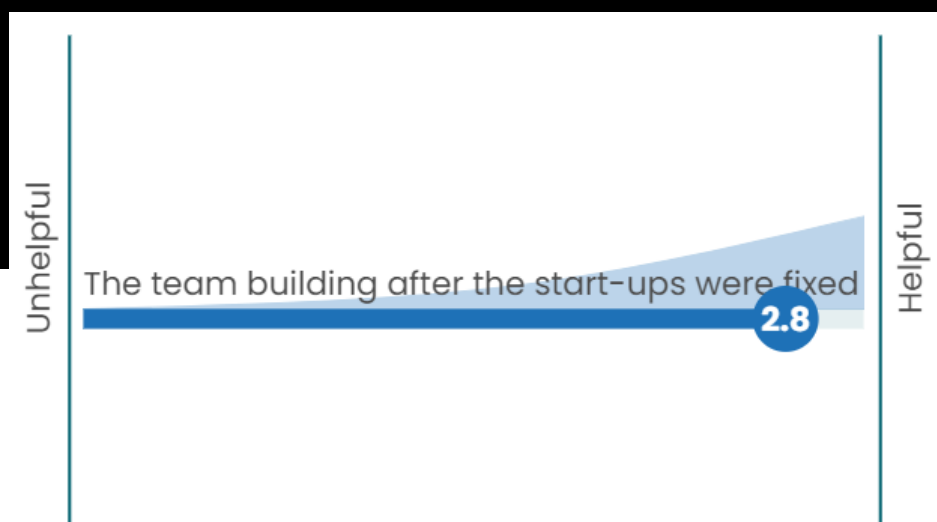 Unhelpful
The team building after the start-ups were fixed
2.8
Helpful